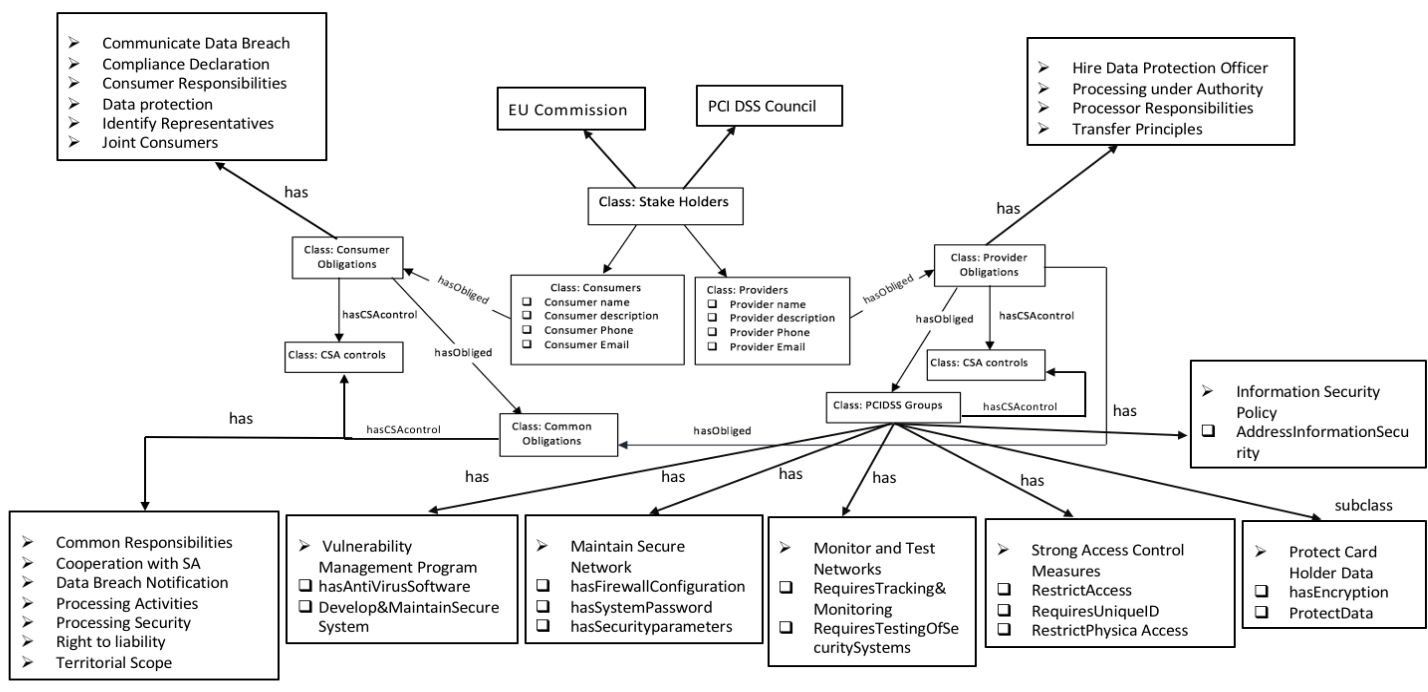 Communicate Data Breach
Compliance Declaration
Consumer Responsibilities
Data protection
Identify Representatives
Joint Consumers
EU Commission
PCI DSS Council
Hire Data Protection Officer
Processing under Authority
Processor Responsibilities
Transfer Principles
has
has
Class: Stake Holders
Class: Consumer
Obligations
hasObliged
Class: Consumers
Consumer name
Consumer description
Consumer Phone
Consumer Email
Class: Providers
Provider name
Provider description
Provider Phone
Provider Email
hasObliged
Class: Provider
Obligations
hasCSAcontrol
hasObliged
hasObliged
hasCSAcontrol
Class: CSA controls
Class: CSA controls
Class: PCIDSS Groups
hasCSAcontrol
has
Information Security
Policy
AddressInformationSecu
rity
has
hasCSAcontrol
Class: Common
Obligations
hasObliged
has
has
has
has
subclass
Common Responsibilities
Cooperation with SA
Data Breach Notification
Processing Activities
Processing Security
Right to liability
Territorial Scope
Vulnerability
Management Program
hasAntiVirusSoftware
Develop&MaintainSecure
System
Maintain Secure
Network
hasFirewallConfiguration
hasSystemPassword
hasSecurityparameters
Monitor and Test
Networks
RequiresTracking&
Monitoring
RequiresTestingOfSe
curitySystems
Strong Access Control
Measures
RestrictAccess
RequiresUniqueID
RestrictPhysica Access
Protect Card
Holder Data
hasEncryption
ProtectData